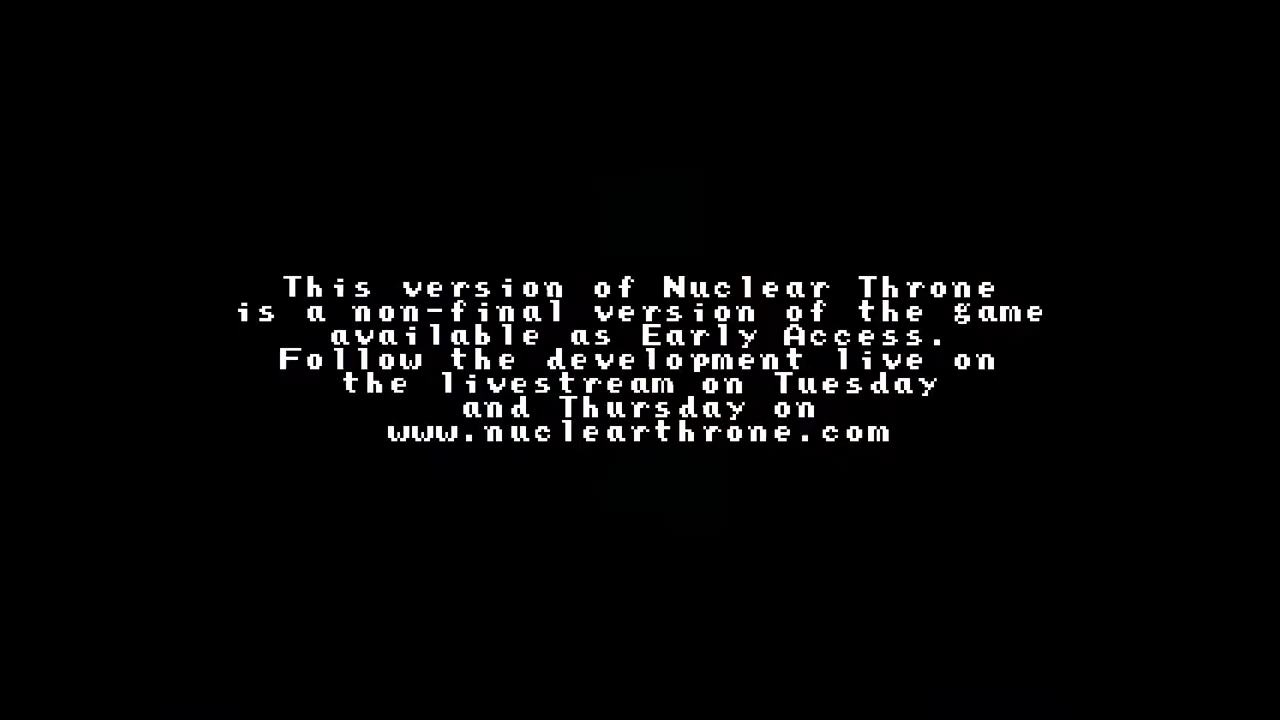 This version of Nuclear Throne
is a non-final version of the game
available as Early Access.
Follow the development live on
the livestream on Tuesday
and Thursday on
www.nuclearthrone.com